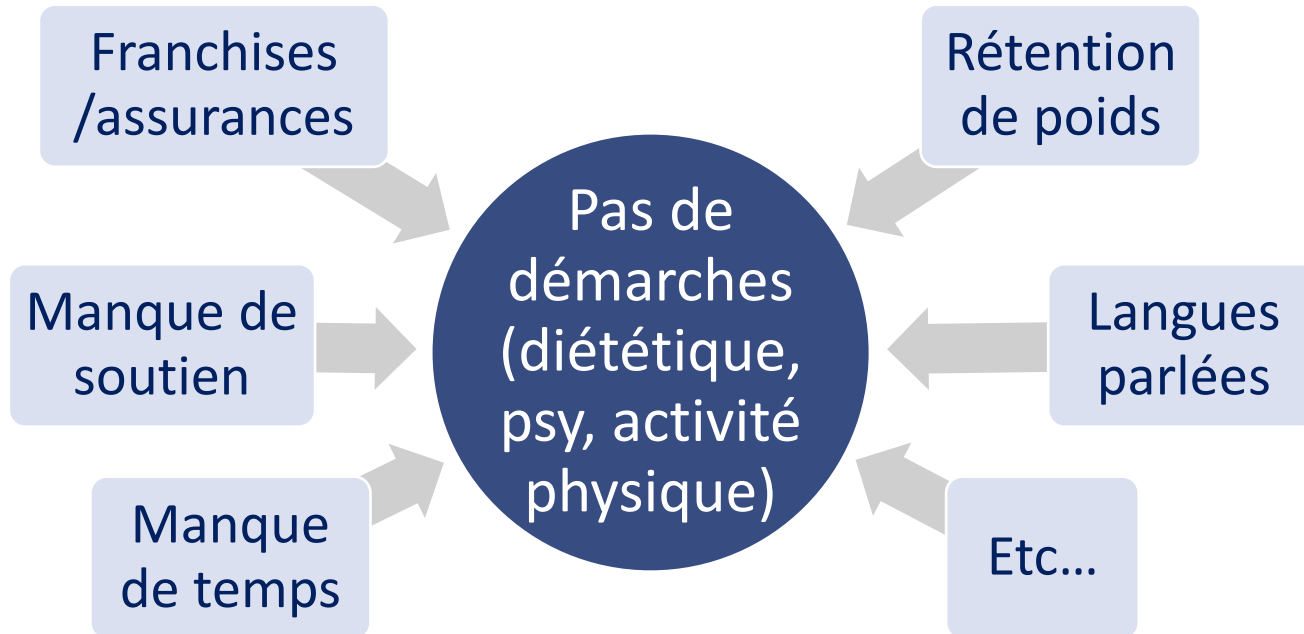 Franchises
/assurances
Rétention
de poids
Pas de
démarches
(diététique,
psy, activité
physique)
Manque de
soutien
Langues
parlées
Manque
de temps
Etc...